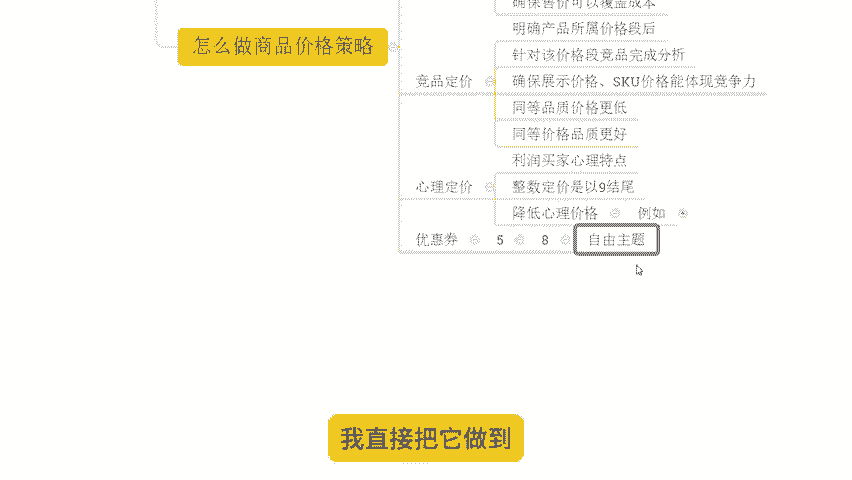 确保售价可以覆盖成本
明确产品所属价格段后
怎么做商品价格策略
针对该价格段竞品完成分析
竞品定价
确保展示价格、SKU价格能体现竞争力
同等品质价格更低
同等价格品质更好
利润买家心理特点
心理定价
整数定价是以9结尾
降低心理价格 例如
优惠券 5 8 自由主题
我直接把它做到